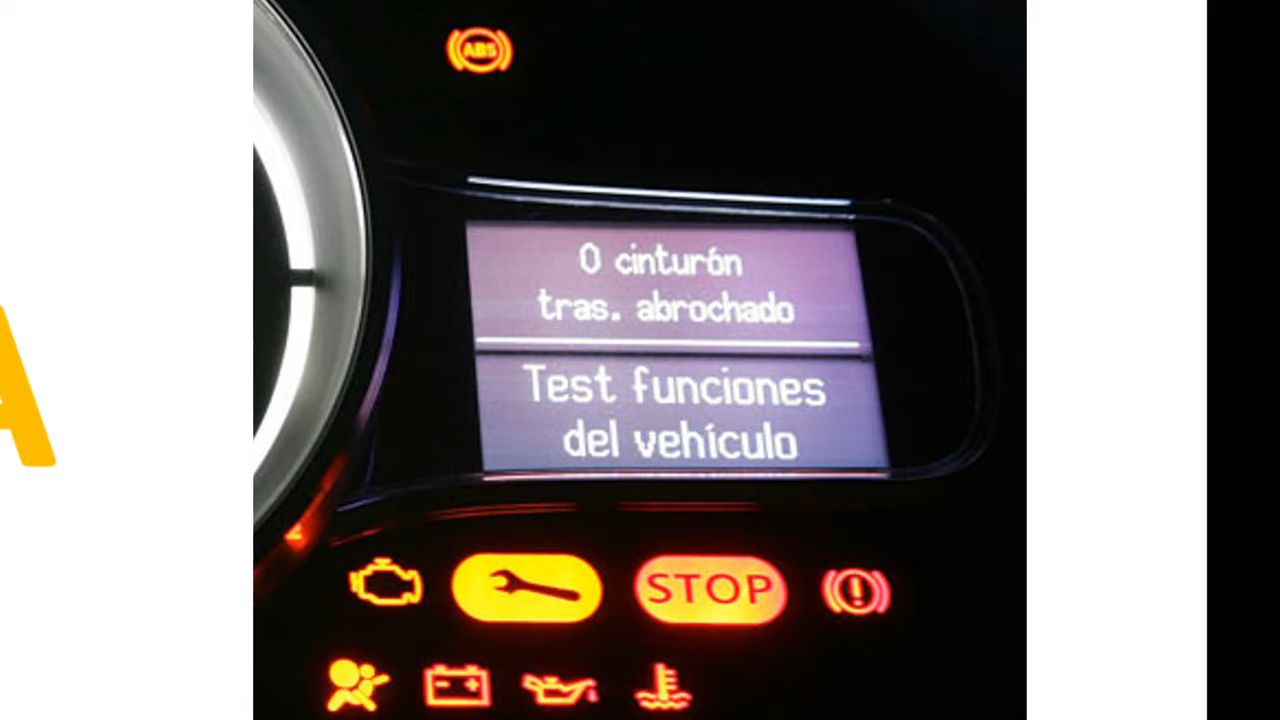 ABS
0 cinturón
tras. abrochado
Test funciones
del vehículo
STOP
A